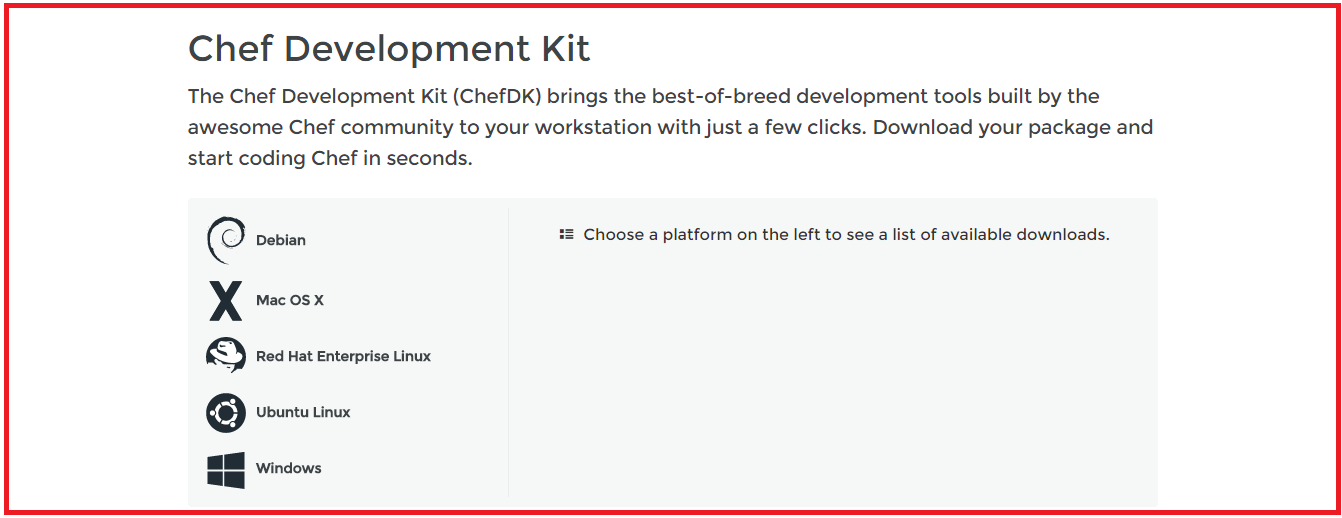 Chef Development Kit
The Chef Development Kit (ChefDK) brings the best-of-breed development tools built by the
awesome Chef community to your workstation with just a few clicks. Download your package and
start coding Chef in seconds.
Debian
Mac OS X
Red Hat Enterprise Linux
Ubuntu Linux
Windows
Choose a platform on the left to see a list of available downloads.